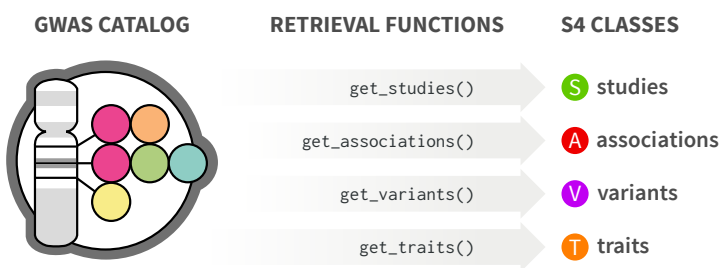 GWAS CATALOG RETRIEVAL FUNCTIONS S4 CLASSES
get_studies() S studies
get_associations() A associations
get_variants() V variants
get_traits() T traits